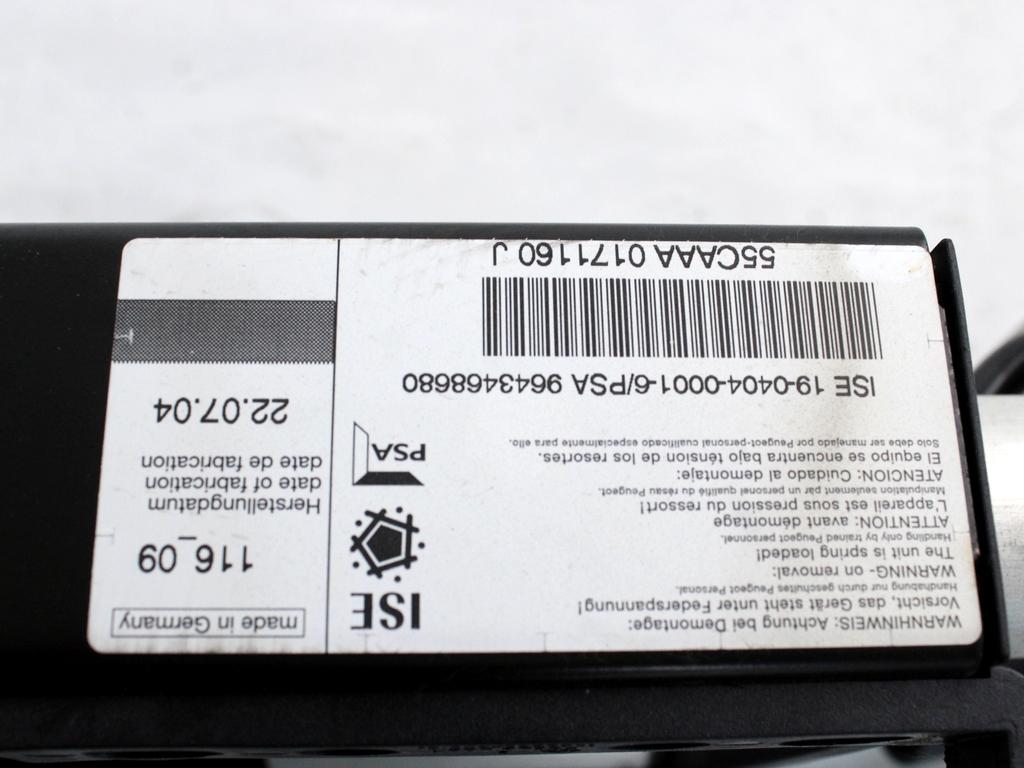 WARNHINWEIS: Achtung bei Demontage:
Vorsicht, das Gerät steht unter Federspannung!
Handhabung nur durch geschultes Peugeot Personal.
WARNING- on removal:
The unit is spring loaded!
Handling only by trained Peugeot personnel.
ATTENTION: avant démontage
L'appareil est sous pression du ressort!
Manipulation seulement pàr un personel qualifié du réseau Peugeot.
ATENCION: Cuidado al demontaje:
El equipo se encuentra bajo ténsion de los resortes.
Solo debe ser manejado por Peugeot-personal cualificado especialmente para ello.
ISE 19-0404-0001-6/PSA 9643468680
55CAAA 0171160 J
ISE
PSA
made in Germany
116_09
Herstellungdatum
date of fabrication
date de fabrication
22.07.04